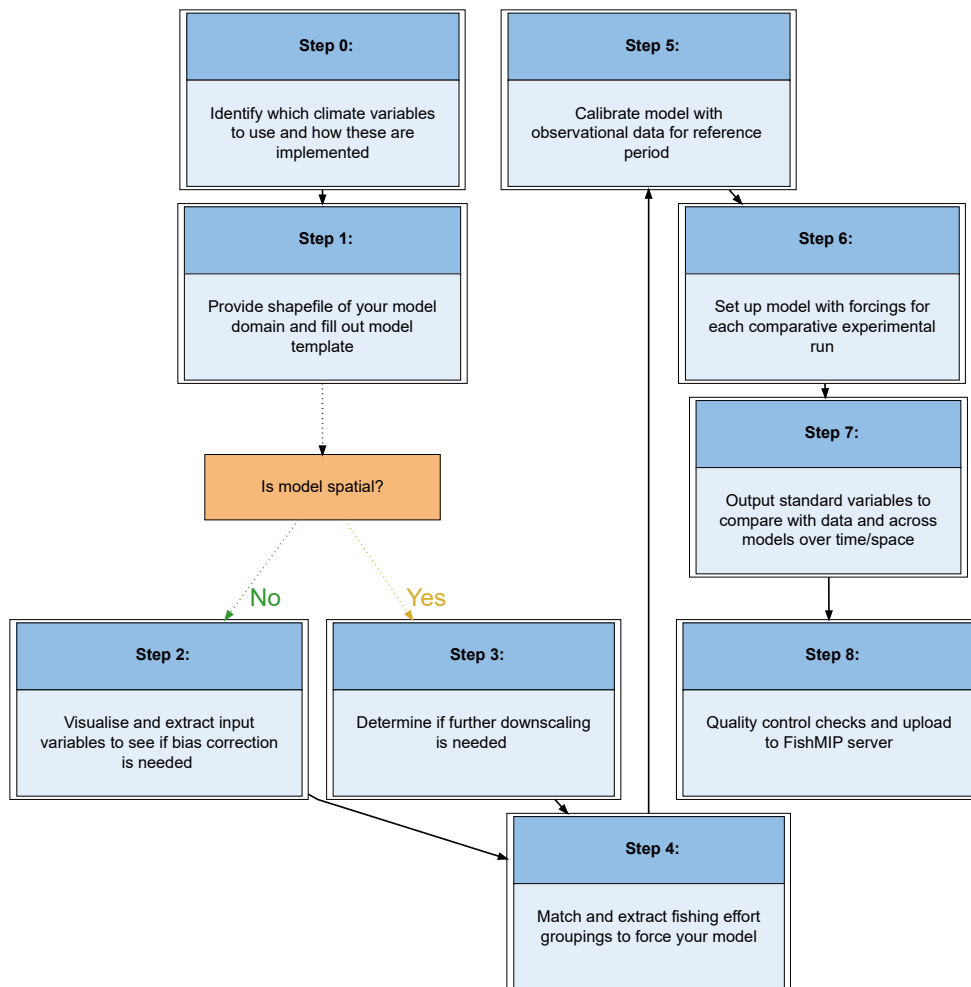 Step 0:
Identify which climate variables
to use and how these are
implemented
Step 1:
Provide shapefile of your model
domain and fill out model
template
Is model spatial?
No
Yes
Step 2:
Visualise and extract input
variables to see if bias correction
is needed
Step 3:
Determine if further downscaling
is needed
Step 4:
Match and extract fishing effort
groupings to force your model
Step 5:
Calibrate model with
observational data for reference
period
Step 6:
Set up model with forcings for
each comparative experimental
run
Step 7:
Output standard variables to
compare with data and across
models over time/space
Step 8:
Quality control checks and upload
to FishMIP server